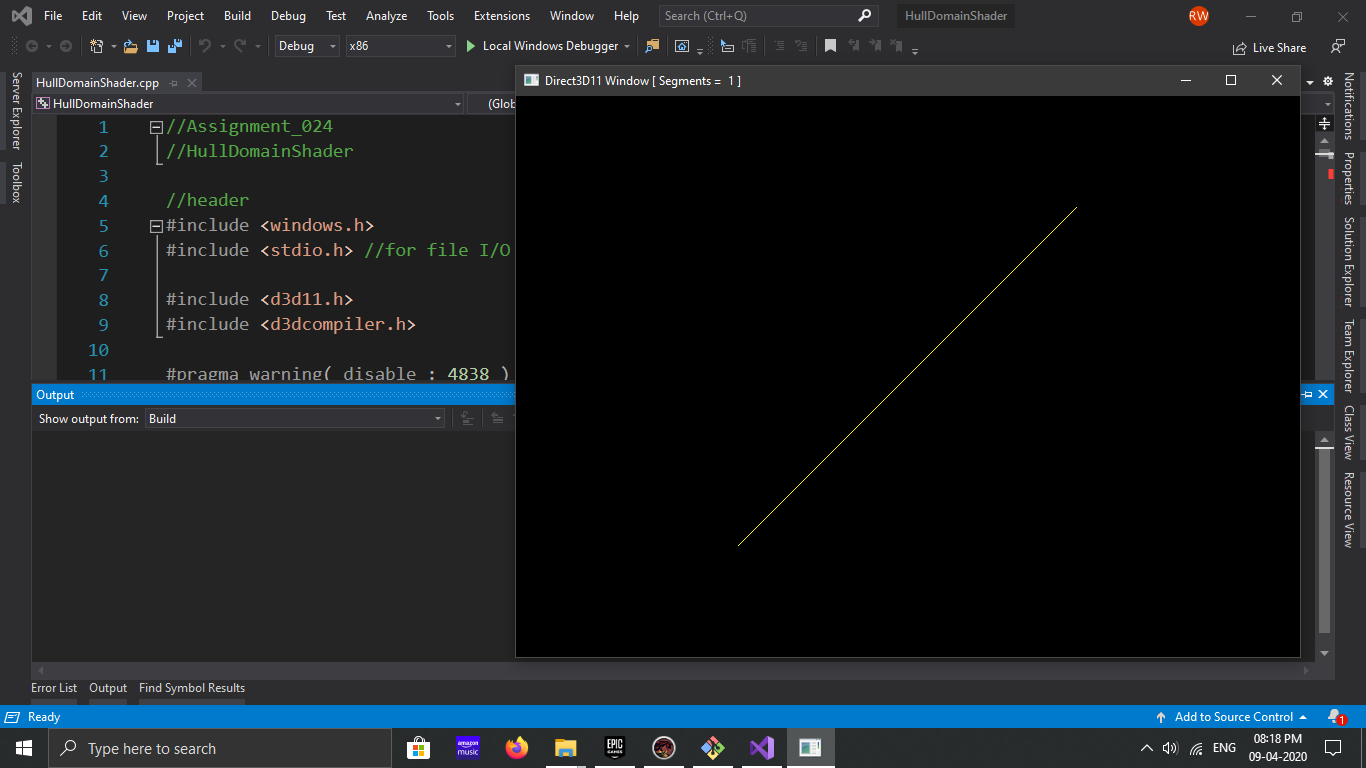 File Edit View Project Build Debug Test Analyze Tools Extensions Window Help Search (Ctrl+Q) HullDomainShader RW
Debug x86 Local Windows Debugger Live Share
HullDomainShader.cpp
HullDomainShader (Glob
Direct3D11 Window [ Segments = 1 ]
Server Explorer
Toolbox
1 //Assignment_024
2 //HullDomainShader
3
4 //header
5 #include <windows.h>
6 #include <stdio.h> //for file I/O
7
8 #include <d3d11.h>
9 #include <d3dcompiler.h>
10
11 #pragma warning( disable : 4838 )
Notifications
Properties
Solution Explorer
Team Explorer
Class View
Resource View
Output
Show output from: Build
Error List Output Find Symbol Results
Ready Add to Source Control 1
Type here to search
amazon music
EPIC GAMES
ENG
08:18 PM
09-04-2020